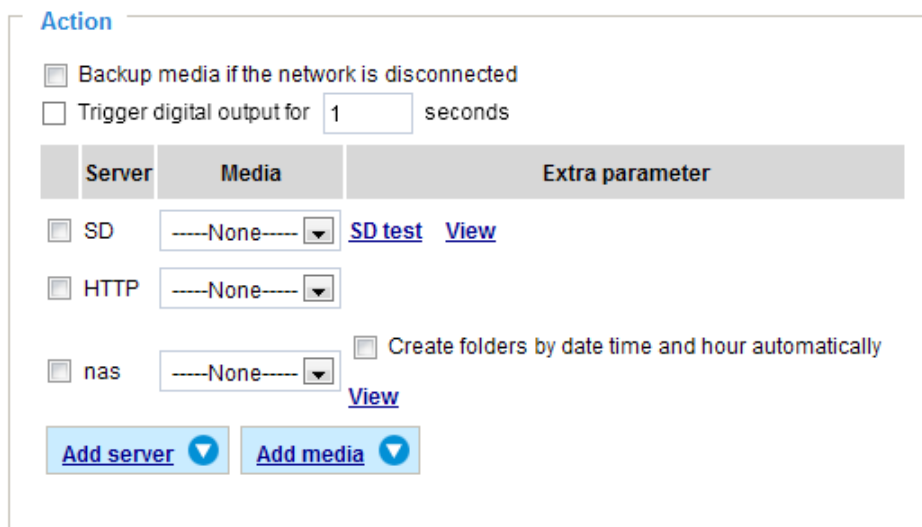 Action
Backup media if the network is disconnected
Trigger digital output for 1 seconds
Server Media Extra parameter
SD -----None----- SD test View
HTTP -----None-----
nas -----None----- Create folders by date time and hour automatically
View
Add server Add media